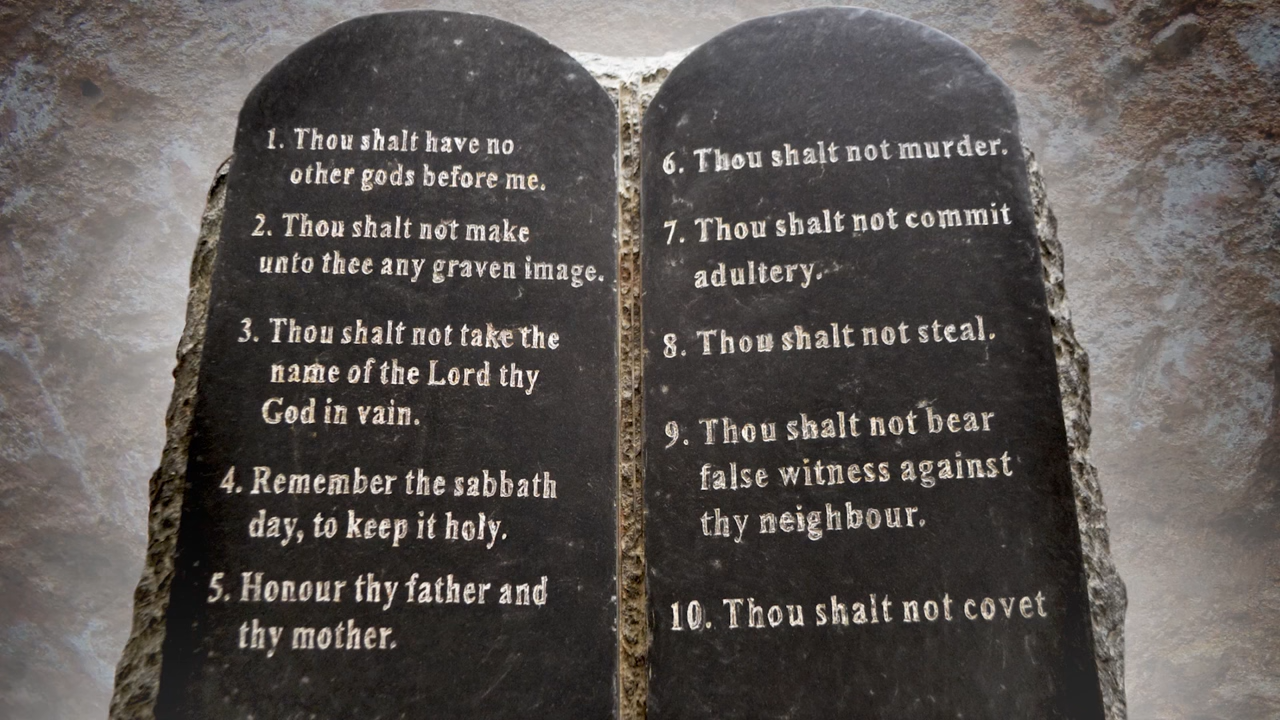 1. Thou shalt have no
other gods before me.
2. Thou shalt not make
unto thee any graven image.
3. Thou shalt not take the
name of the Lord thy
God in vain.
4. Remember the sabbath
day, to keep it holy.
5. Honour thy father and
thy mother.
6. Thou shalt not murder.
7. Thou shalt not commit
adultery.
8. Thou shalt not steal.
9. Thou shalt not bear
false witness against
thy neighbour.
10. Thou shalt not covet